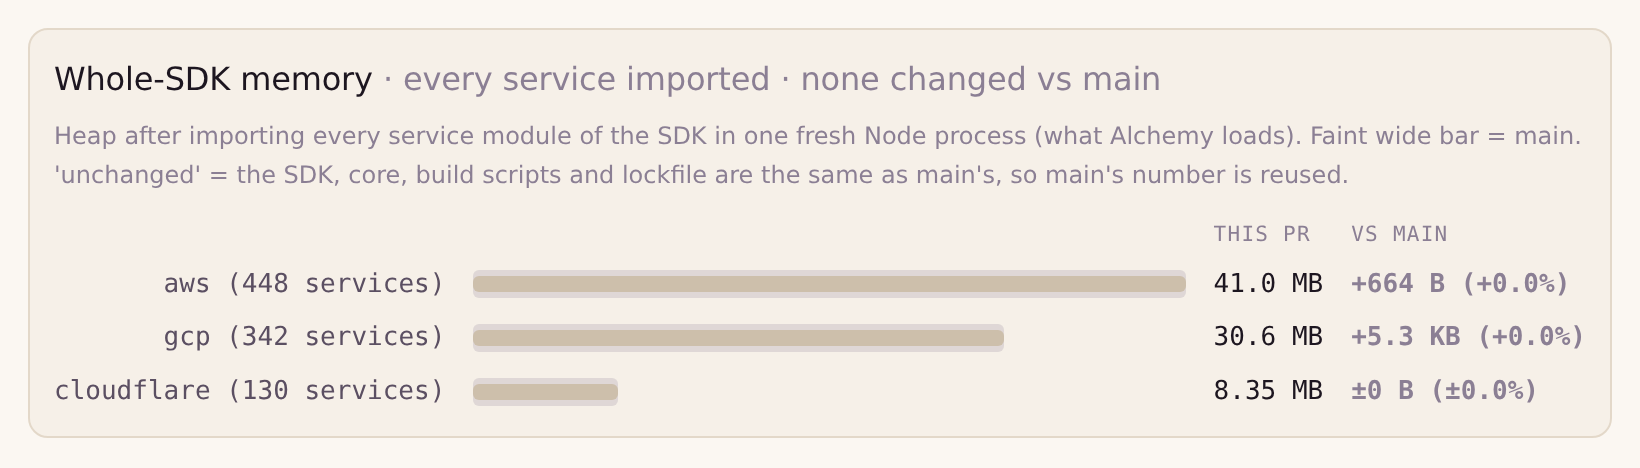 Whole-SDK memory · every service imported · none changed vs main
Heap after importing every service module of the SDK in one fresh Node process (what Alchemy loads). Faint wide bar = main.
'unchanged' = the SDK, core, build scripts and lockfile are the same as main's, so main's number is reused.
THIS PR VS MAIN
aws (448 services) 41.0 MB +664 B (+0.0%)
gcp (342 services) 30.6 MB +5.3 KB (+0.0%)
cloudflare (130 services) 8.35 MB ±0 B (±0.0%)